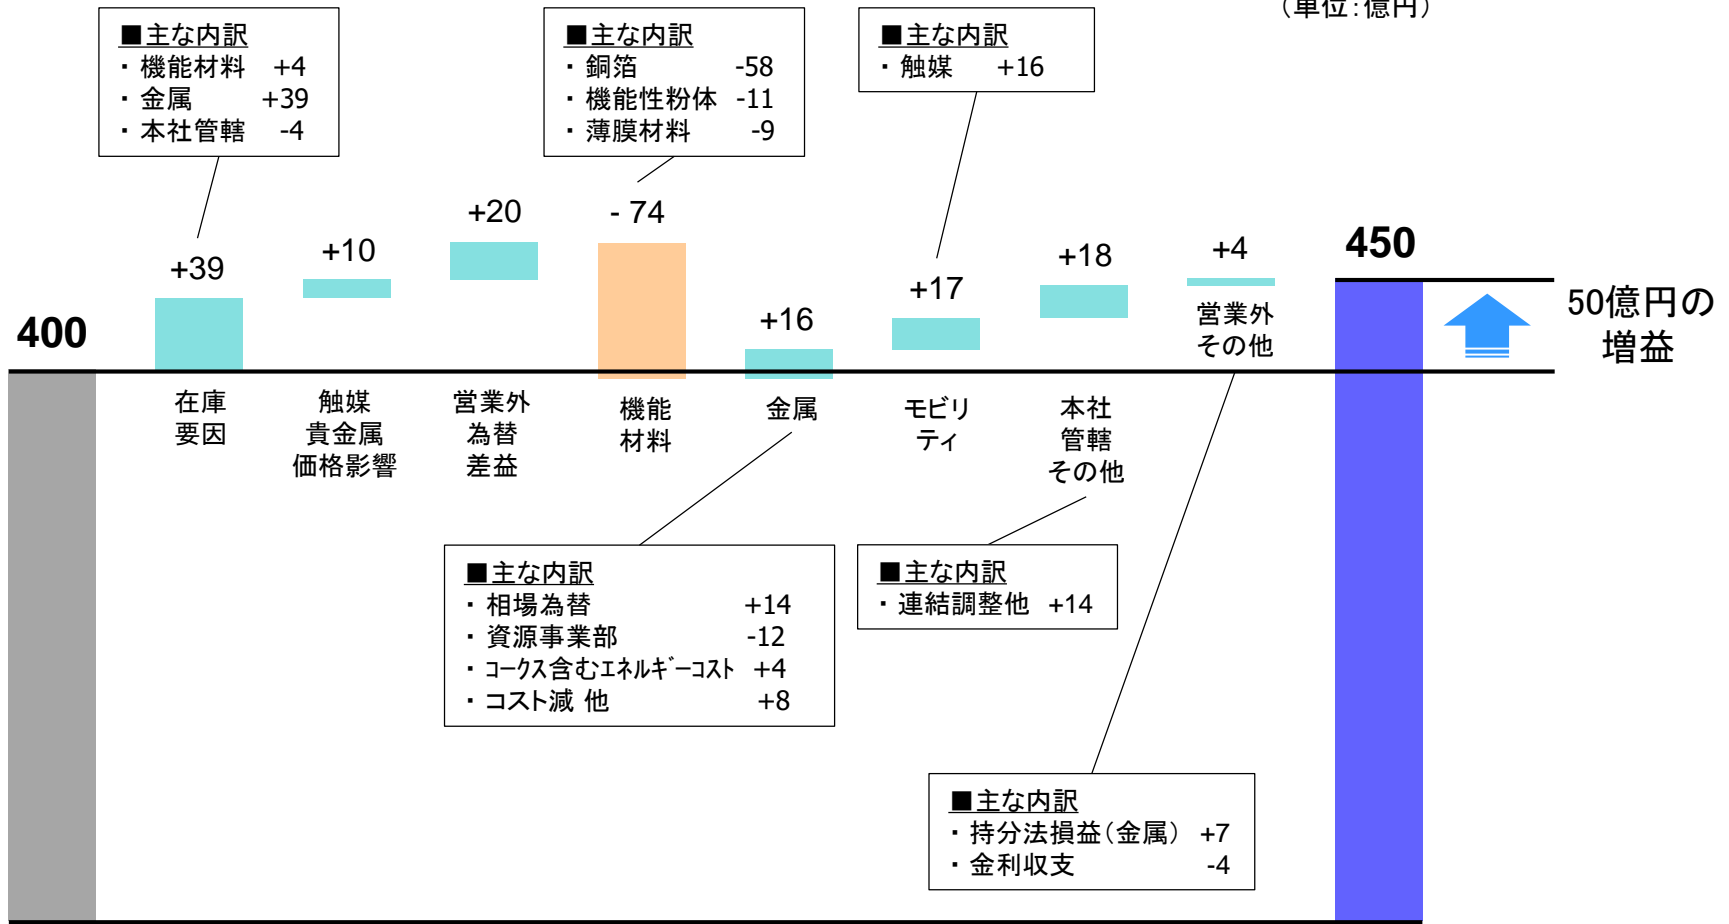 （単位：億円）
■主な内訳
・ 機能材料 +4
・ 金属 +39
・ 本社管轄 -4
■主な内訳
・ 銅箔 -58
・ 機能性粉体 -11
・ 薄膜材料 -9
■主な内訳
・ 触媒 +16
400
+39
+10
+20
- 74
+16
+17
+18
+4
450
50億円の
増益
在庫
要因
触媒
貴金属
価格影響
営業外
為替
差益
機能
材料
金属
モビリ
ティ
本社
管轄
その他
営業外
その他
■主な内訳
・ 相場為替 +14
・ 資源事業部 -12
・ コークス含むエネルギーコスト +4
・ コスト減 他 +8
■主な内訳
・ 連結調整他 +14
■主な内訳
・ 持分法損益（金属） +7
・ 金利収支 -4